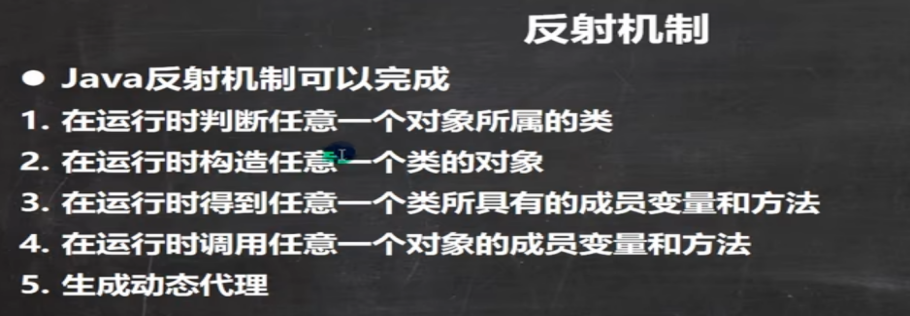 反射机制
● Java反射机制可以完成
1. 在运行时判断任意一个对象所属的类
2. 在运行时构造任意一个类的对象
3. 在运行时得到任意一个类所具有的成员变量和方法
4. 在运行时调用任意一个对象的成员变量和方法
5. 生成动态代理